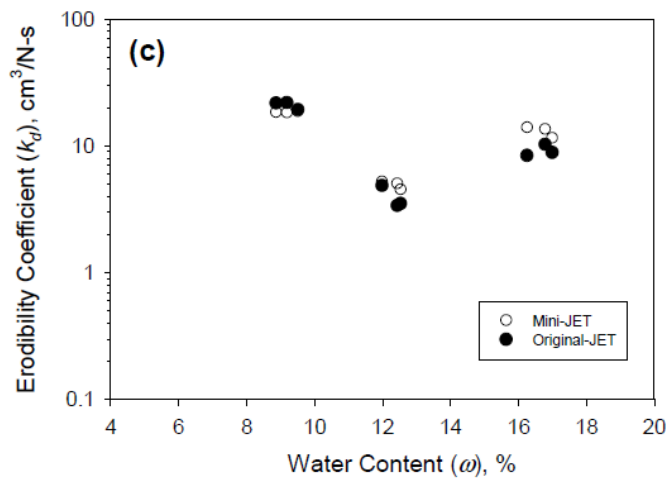 (c)
100
10
1
0.1
Erodibility Coefficient (k_d), cm³/N-s
Mini-JET
Original-JET
4 6 8 10 12 14 16 18 20
Water Content (ω), %